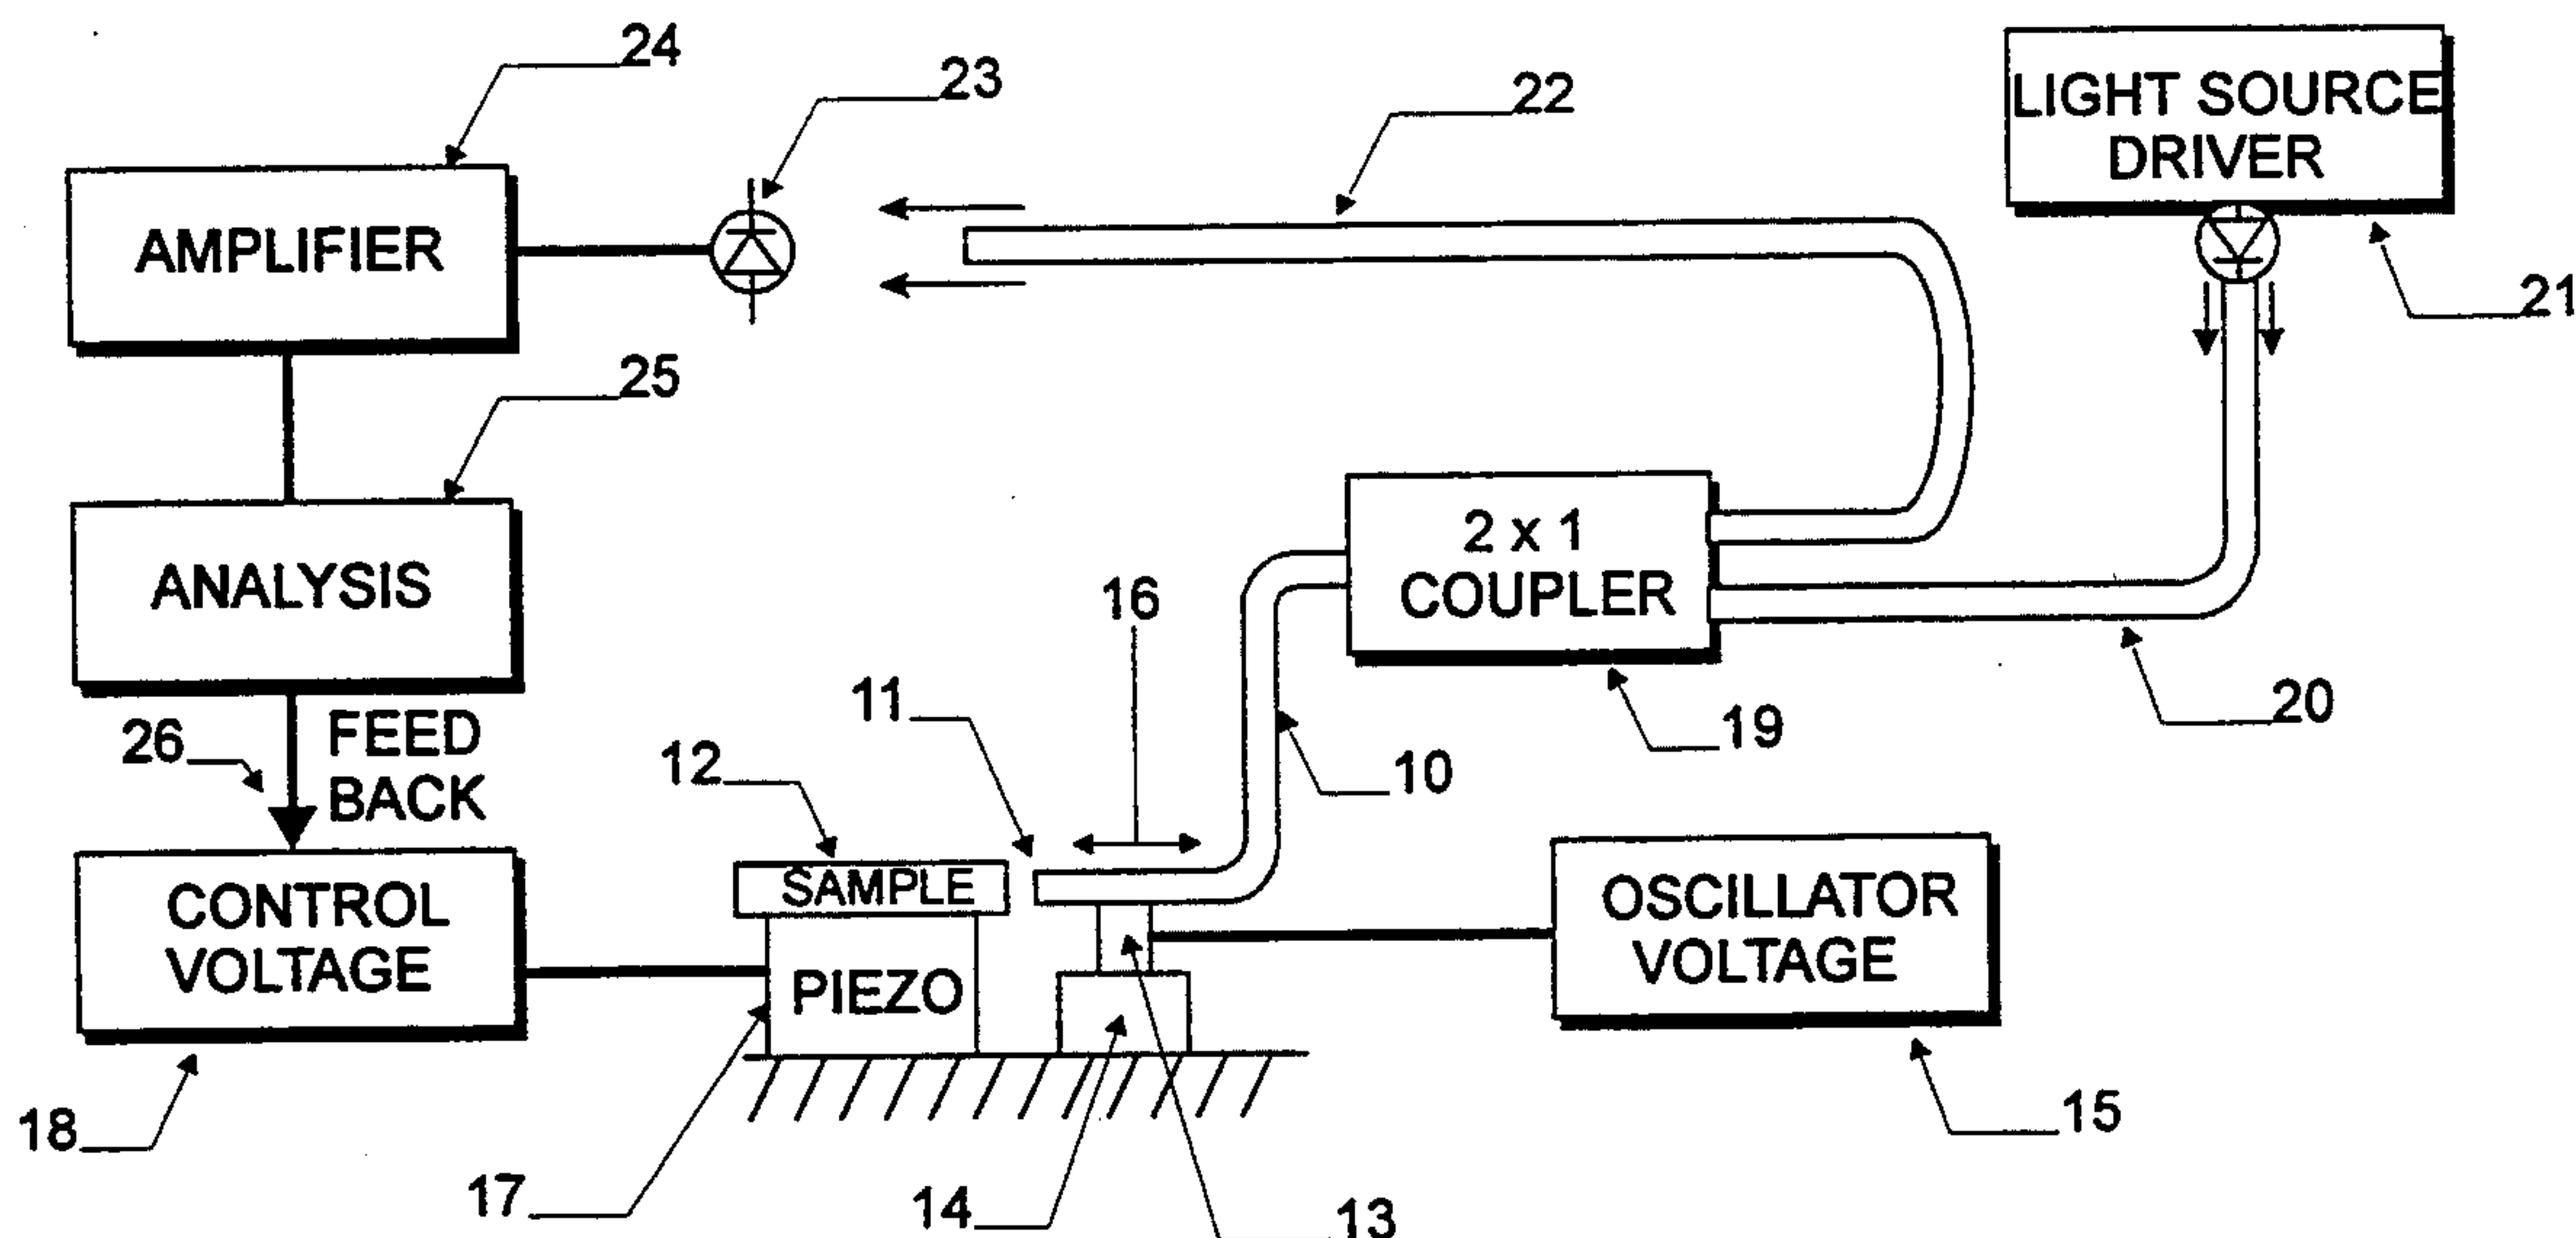 24
23
22
LIGHT SOURCE
DRIVER
AMPLIFIER
21
25
2 x 1
COUPLER
ANALYSIS
16
11
20
19
26
FEED
BACK
12
10
SAMPLE
CONTROL
VOLTAGE
PIEZO
OSCILLATOR
VOLTAGE
18
17
14
13
15